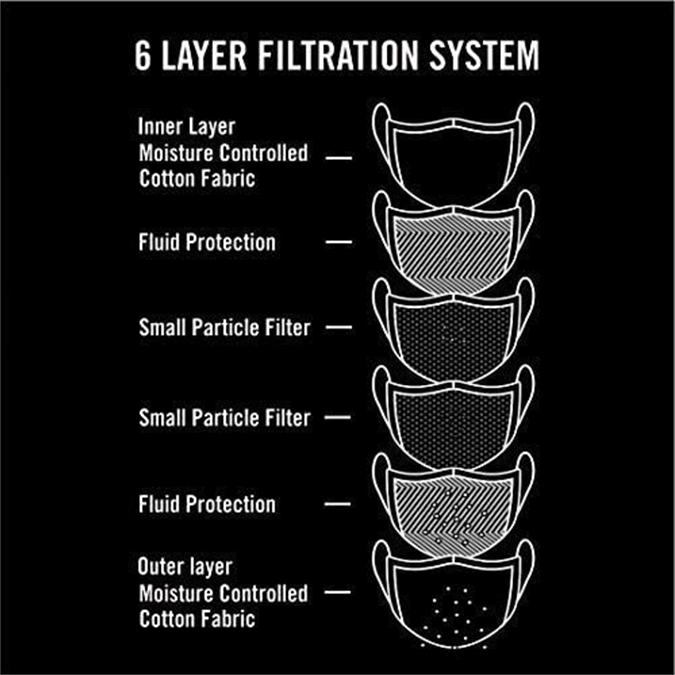 6 LAYER FILTRATION SYSTEM
Inner Layer
Moisture Controlled
Cotton Fabric
Fluid Protection
Small Particle Filter
Small Particle Filter
Fluid Protection
Outer layer
Moisture Controlled
Cotton Fabric